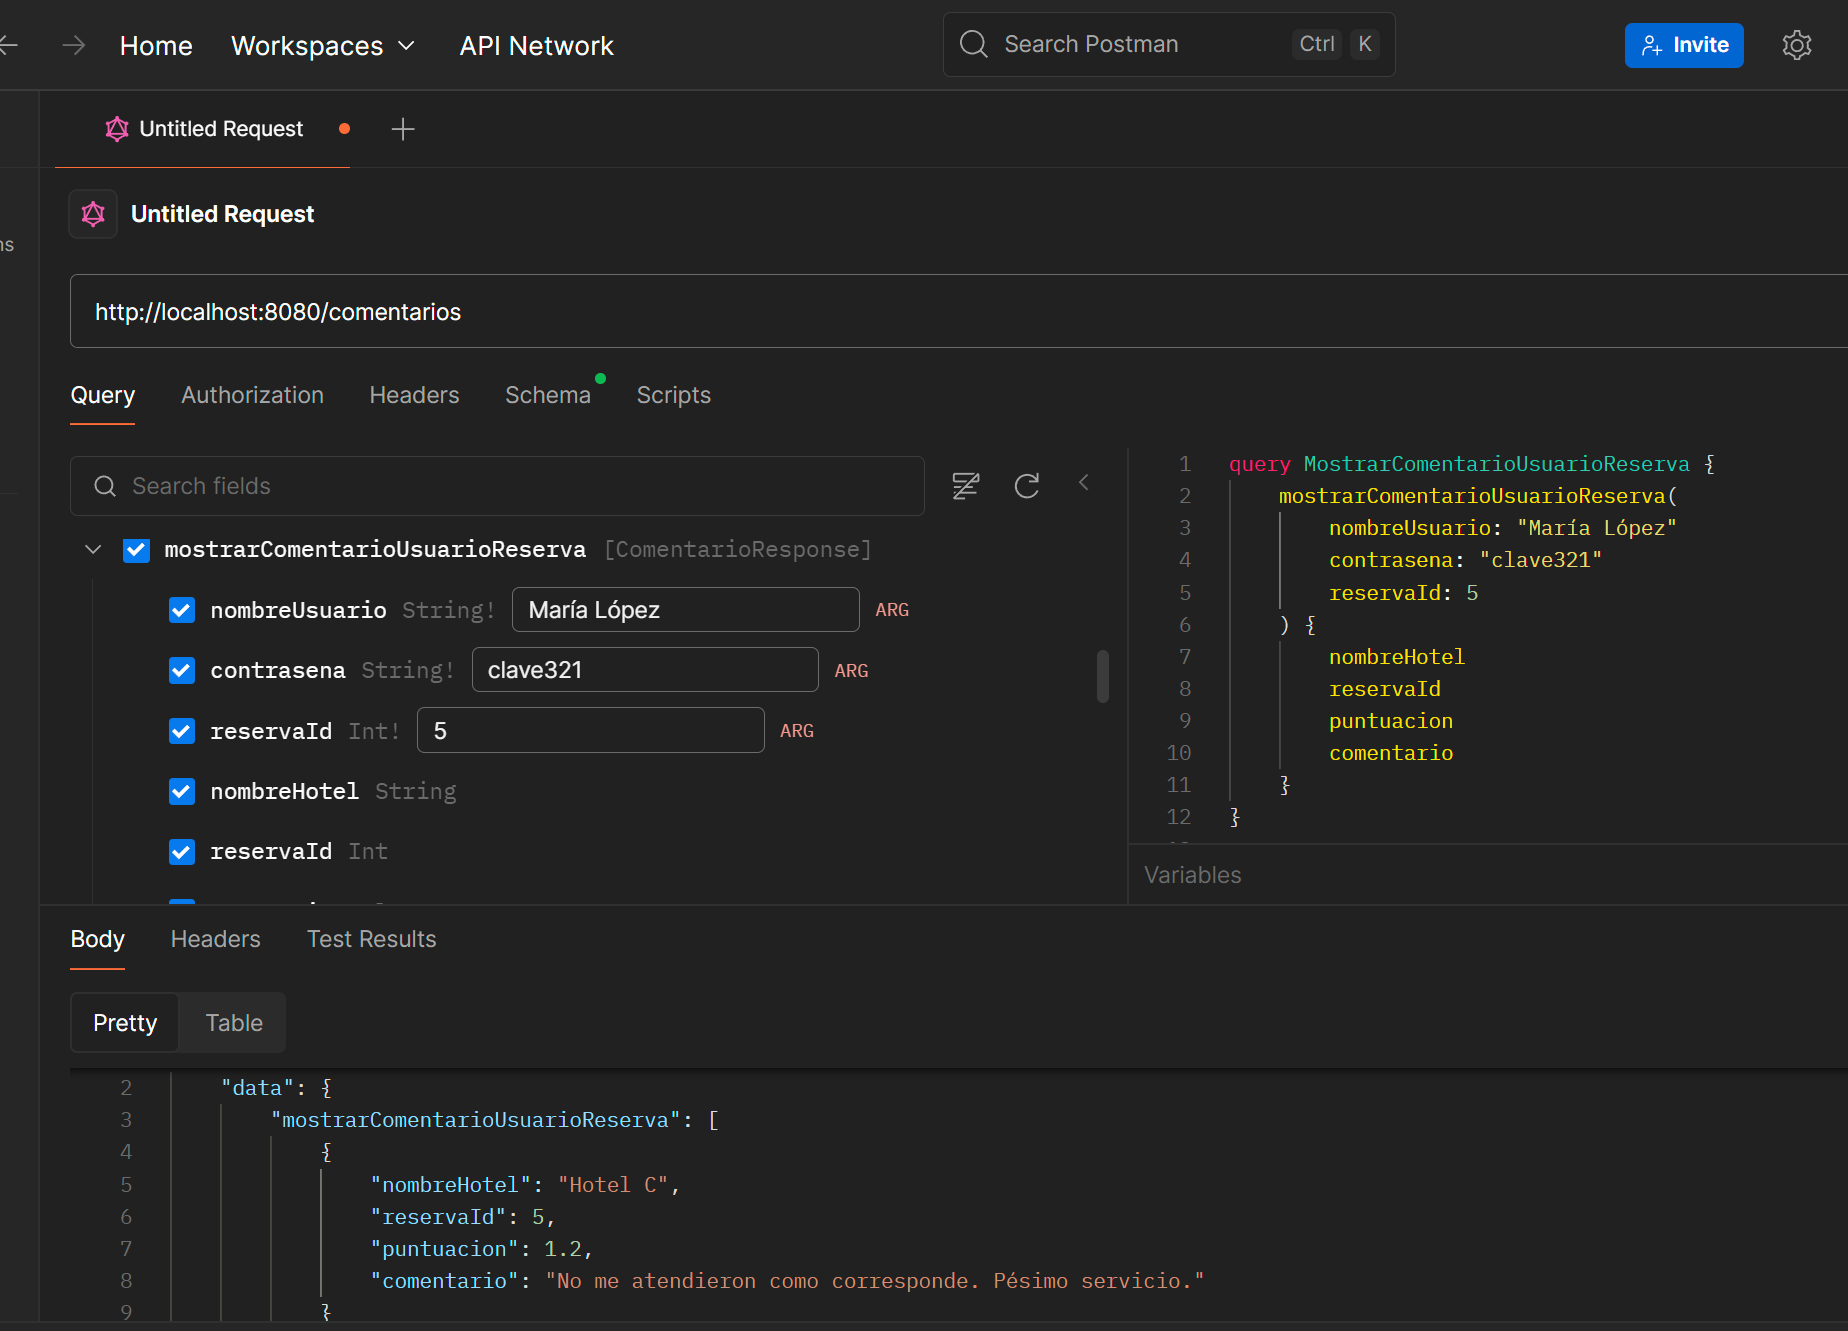 Home Workspaces API Network Search Postman Ctrl K Invite
Untitled Request
ns
Untitled Request
http://localhost:8080/comentarios
Query Authorization Headers Schema Scripts
Search fields
mostrarComentarioUsuarioReserva [ComentarioResponse]
nombreUsuario String! María López ARG
contrasena String! clave321 ARG
reservaId Int! 5 ARG
nombreHotel String
reservaId Int
1 query MostrarComentarioUsuarioReserva {
2 mostrarComentarioUsuarioReserva(
3 nombreUsuario: "María López"
4 contrasena: "clave321"
5 reservaId: 5
6 ) {
7 nombreHotel
8 reservaId
9 puntuacion
10 comentario
11 }
12 }
Variables
Body Headers Test Results
Pretty Table
2 "data": {
3 "mostrarComentarioUsuarioReserva": [
4 {
5 "nombreHotel": "Hotel C",
6 "reservaId": 5,
7 "puntuacion": 1.2,
8 "comentario": "No me atendieron como corresponde. Pésimo servicio."
9 }